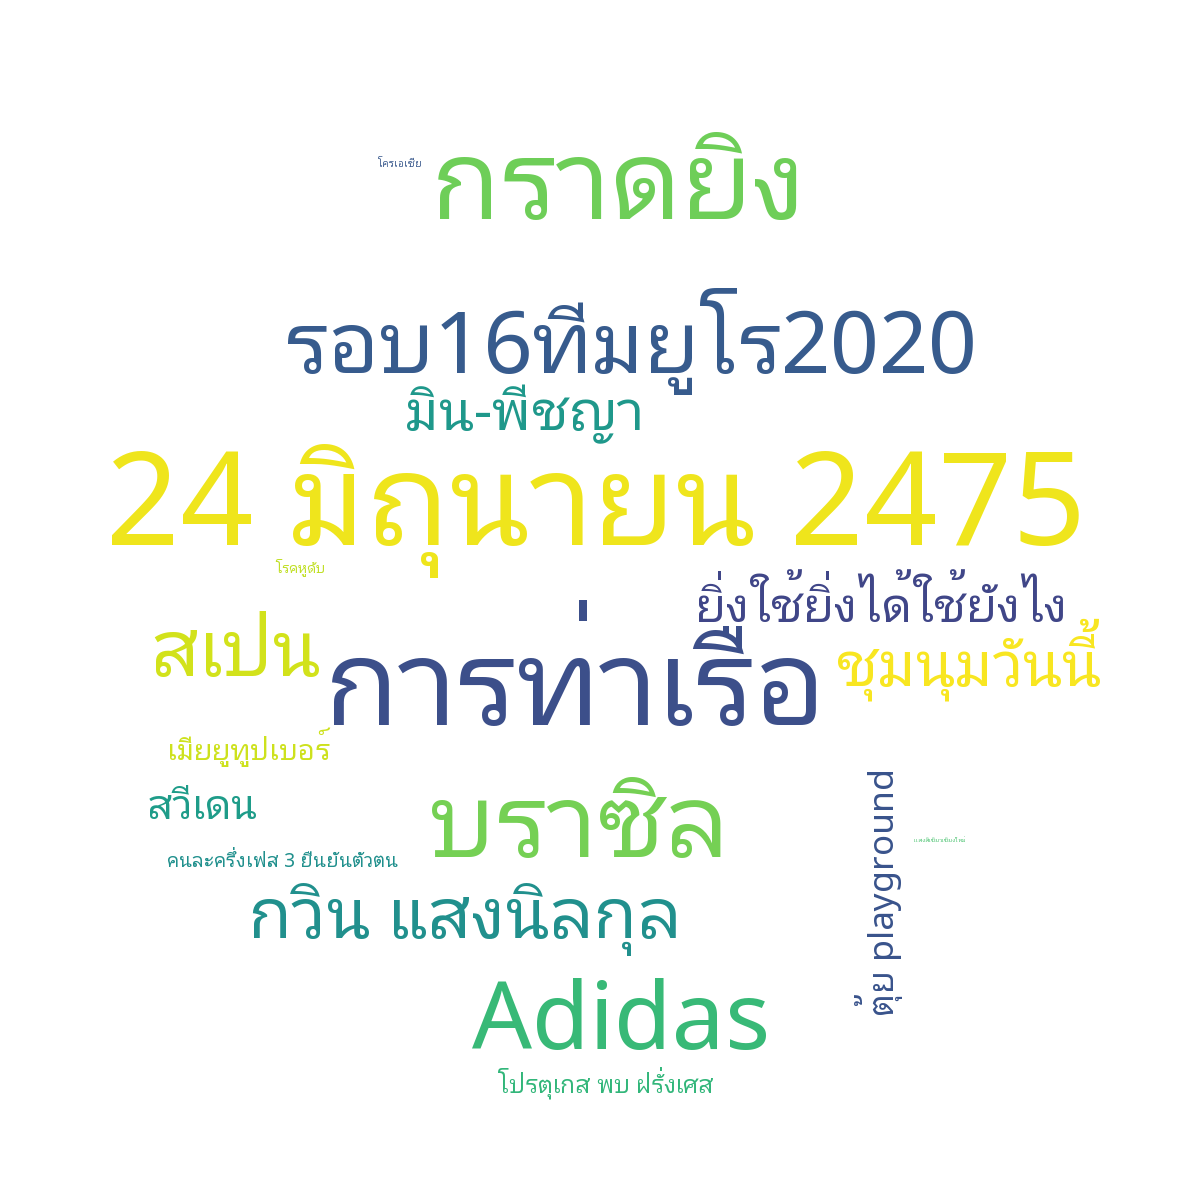 โครเอเชีย
กราดยิง
รอบ16ทีมยูโร2020
มิน-พีชญา
24 มิถุนายน 2475
โรคหูดับ
ยิ่งใช้ยิ่งได้ใช้ยังไง
สเปน
การท่าเรือ
ชุมนุมวันนี้
เมียยูทูปเบอร์
สวีเดน
บราซิล
ตุ้ย playground
คนละครึ่งเฟส 3 ยืนยันตัวตน
กวิน แสงนิลกุล
Adidas
โปรตุเกส พบ ฝรั่งเศส